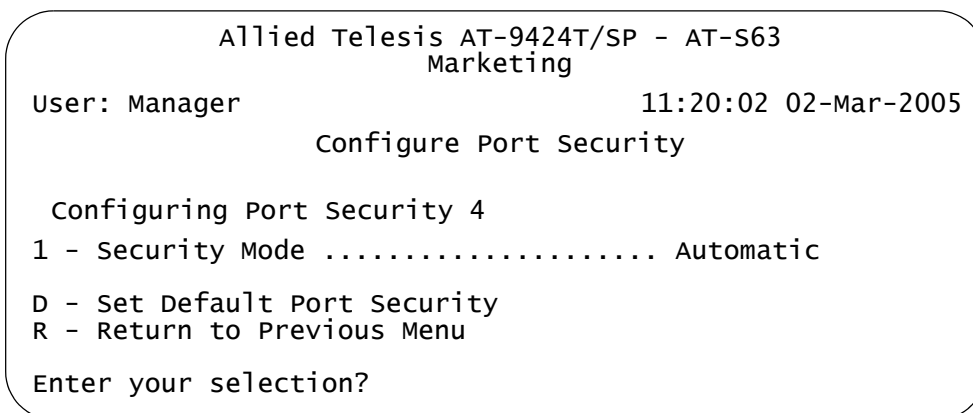 Allied Telesis AT-9424T/SP - AT-S63
Marketing
User: Manager 11:20:02 02-Mar-2005
Configure Port Security
Configuring Port Security 4
1 - Security Mode ..................... Automatic
D - Set Default Port Security
R - Return to Previous Menu
Enter your selection?